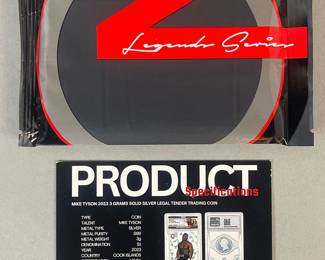 Legends Series
PRODUCT
Specifications
MIKE TYSON 2023 3 GRAMS SOLID SILVER LEGAL TENDER TRADING COIN
TYPE COIN
TALENT MIKE TYSON
METAL TYPE SILVER
METAL PURITY .999
METAL WEIGHT 3g
DENOMINATION $1
YEAR 2023
COUNTRY COOK ISLANDS